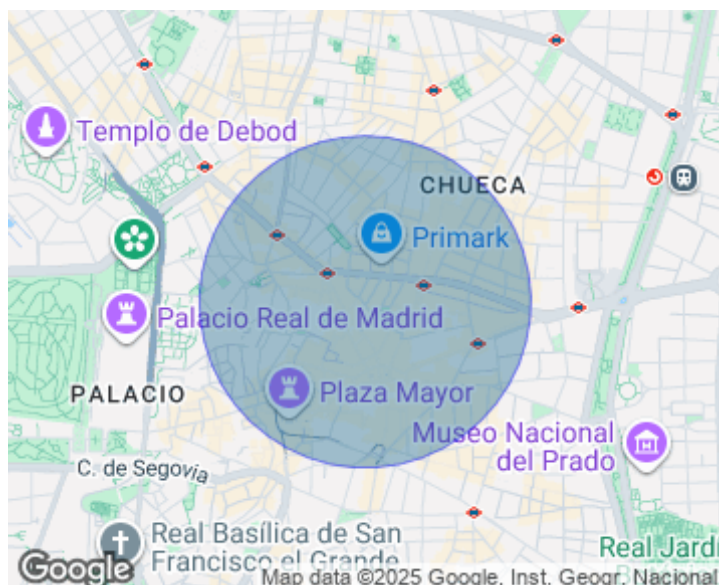 Templo de Debod
CHUECA
Primark
Palacio Real de Madrid
Plaza Mayor
PALACIO
Museo Nacional
del Prado
C. de Segovia
Real Basílica de San
Francisco el Grande
Real Jardí
Google
Map data ©2025 Google, Inst. Geogr. Nacional